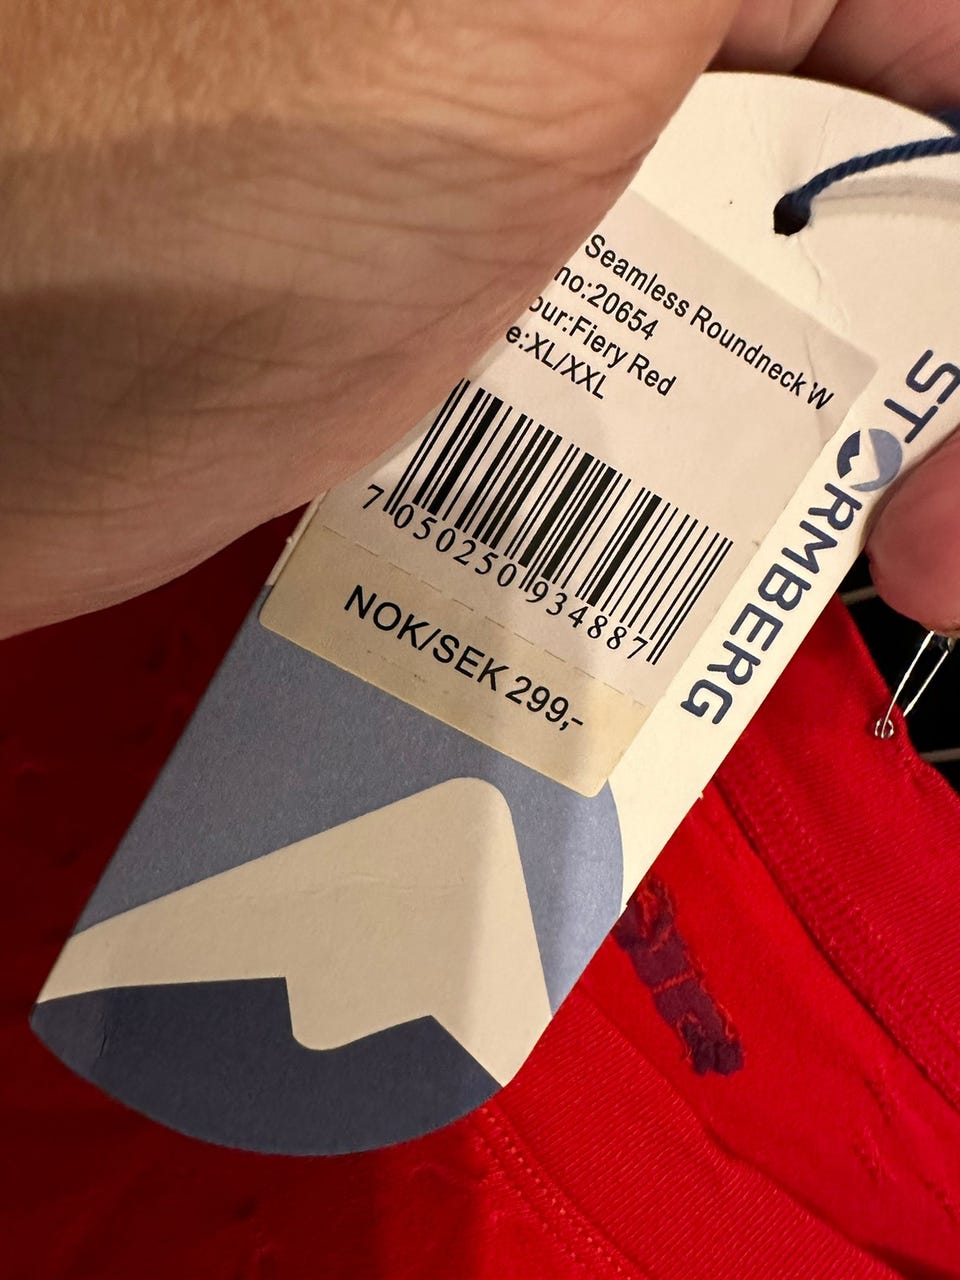 Seamless Roundneck W
no:20654
our:Fiery Red
e:XL/XXL
7 050250 934887
NOK/SEK 299,-
STORMBERG